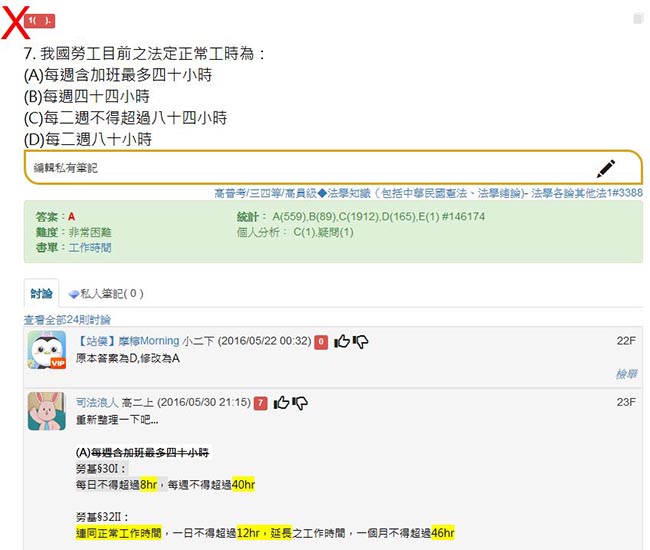 X
1( ).
7. 我國勞工目前之法定正常工時為：
(A)每週含加班最多四十小時
(B)每週四十四小時
(C)每二週不得超過八十四小時
(D)每二週八十小時
編輯私有筆記
高普考/三四等/高員級◆法學知識（包括中華民國憲法、法學緒論)- 法學各論其他法1#3388
答案：A
統計： A(559),B(89),C(1912),D(165),E(1) #146174
難度：非常困難
個人分析： C(1),疑問(1)
書單：工作時間
討論
私人筆記( 0 )
查看全部24則討論
【站僕】摩檸Morning 小二下 (2016/05/22 00:32) 0
22F
原本答案為D,修改為A
檢舉
VIP
司法浪人 高二上 (2016/05/30 21:15) 7
23F
重新整理一下吧...
(A)每週含加班最多四十小時
勞基§30I：
每日不得超過8hr，每週不得超過40hr
勞基§32II：
連同正常工作時間，一日不得超過12hr，延長之工作時間，一個月不得超過46hr